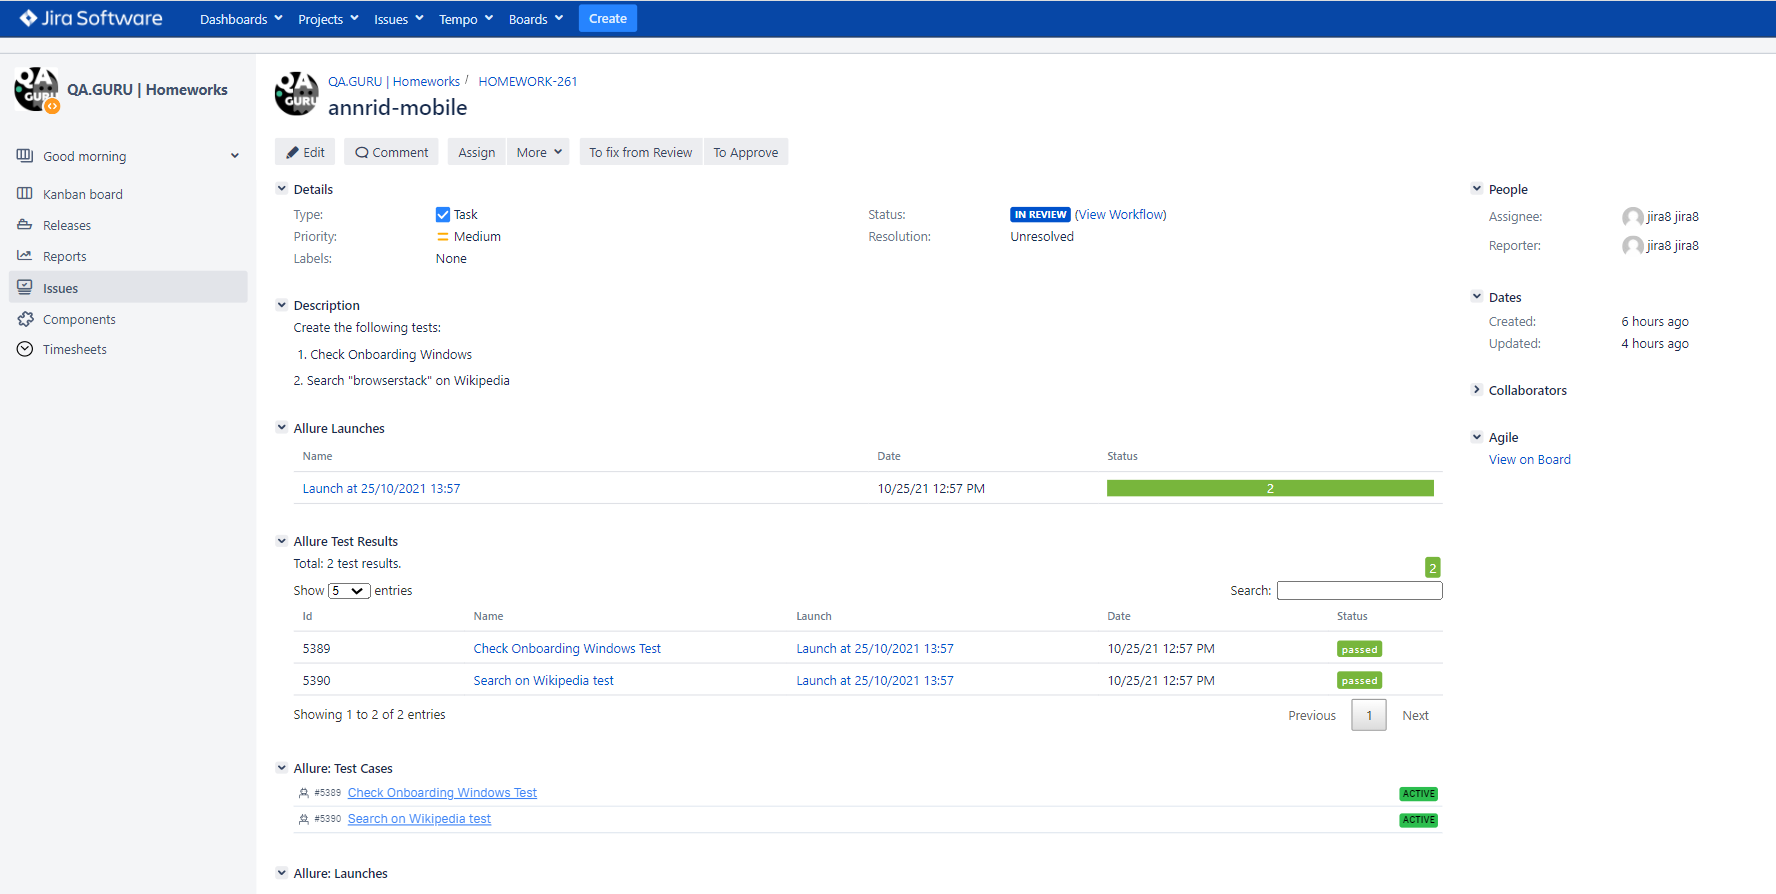 Jira Software Dashboards Projects Issues Tempo Boards Create
QA GURU
QA.GURU | Homeworks
Good morning
Kanban board
Releases
Reports
Issues
Components
Timesheets
QA GURU
QA.GURU | Homeworks / HOMEWORK-261
annrid-mobile
Edit Comment Assign More To fix from Review To Approve
Details
Type: Task
Priority: Medium
Labels: None
Status: IN REVIEW (View Workflow)
Resolution: Unresolved
Description
Create the following tests:
1. Check Onboarding Windows
2. Search "browserstack" on Wikipedia
Allure Launches
Name Date Status
Launch at 25/10/2021 13:57 10/25/21 12:57 PM 2
Allure Test Results
Total: 2 test results. 2
Show 5 entries Search:
Id Name Launch Date Status
5389 Check Onboarding Windows Test Launch at 25/10/2021 13:57 10/25/21 12:57 PM passed
5390 Search on Wikipedia test Launch at 25/10/2021 13:57 10/25/21 12:57 PM passed
Showing 1 to 2 of 2 entries Previous 1 Next
Allure: Test Cases
#5389 Check Onboarding Windows Test ACTIVE
#5390 Search on Wikipedia test ACTIVE
Allure: Launches
People
Assignee: jira8 jira8
Reporter: jira8 jira8
Dates
Created: 6 hours ago
Updated: 4 hours ago
Collaborators
Agile
View on Board